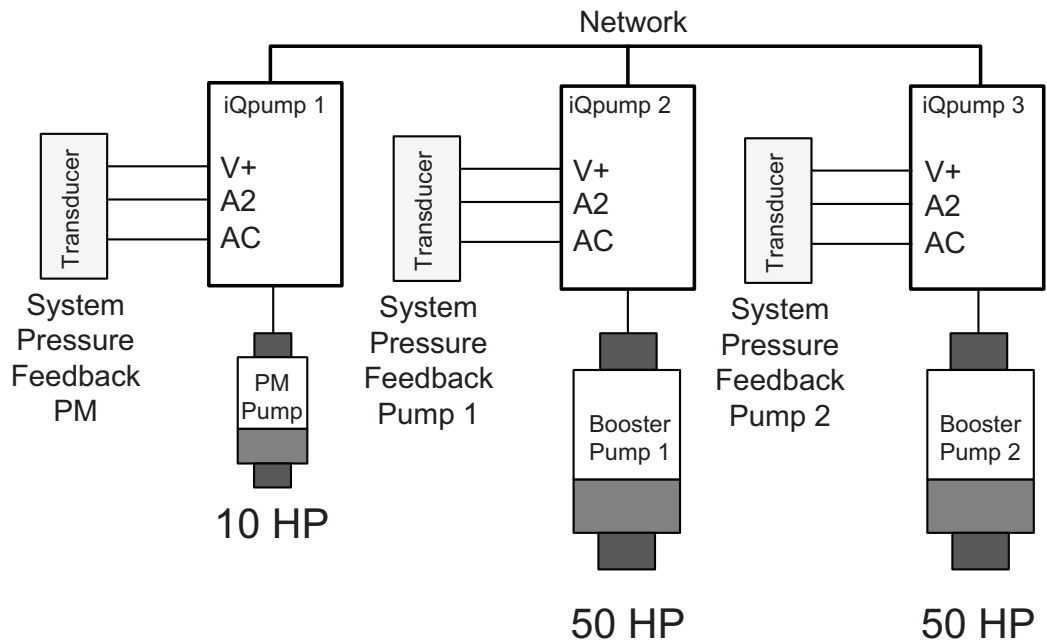 Network
iQpump 1
Transducer
V+
A2
AC
System
Pressure
Feedback
PM
PM
Pump
10 HP
iQpump 2
Transducer
V+
A2
AC
System
Pressure
Feedback
Pump 1
Booster
Pump 1
50 HP
iQpump 3
Transducer
V+
A2
AC
System
Pressure
Feedback
Pump 2
Booster
Pump 2
50 HP